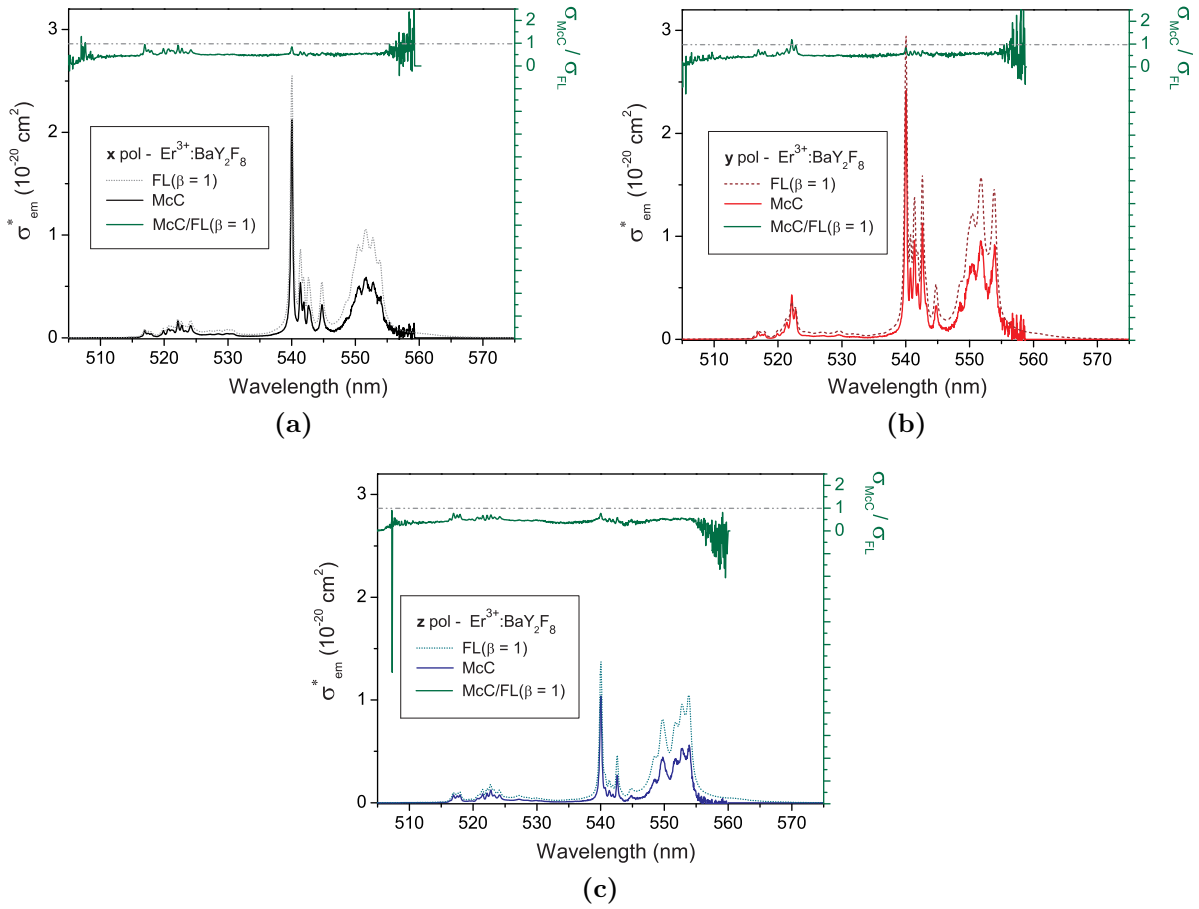 3
2
1
0
σ*em (10⁻²⁰ cm²)
x pol - Er³⁺:BaY₂F₈
FL(β = 1)
McC
McC/FL(β = 1)
2
1
0
σMcC / σFL
510 520 530 540 550 560 570
Wavelength (nm)
(a)
3
2
1
0
σ*em (10⁻²⁰ cm²)
y pol - Er³⁺:BaY₂F₈
FL(β = 1)
McC
McC/FL(β = 1)
2
1
0
σMcC / σFL
510 520 530 540 550 560 570
Wavelength (nm)
(b)
3
2
1
0
σ*em (10⁻²⁰ cm²)
z pol - Er³⁺:BaY₂F₈
FL(β = 1)
McC
McC/FL(β = 1)
2
1
0
σMcC / σFL
510 520 530 540 550 560 570
Wavelength (nm)
(c)